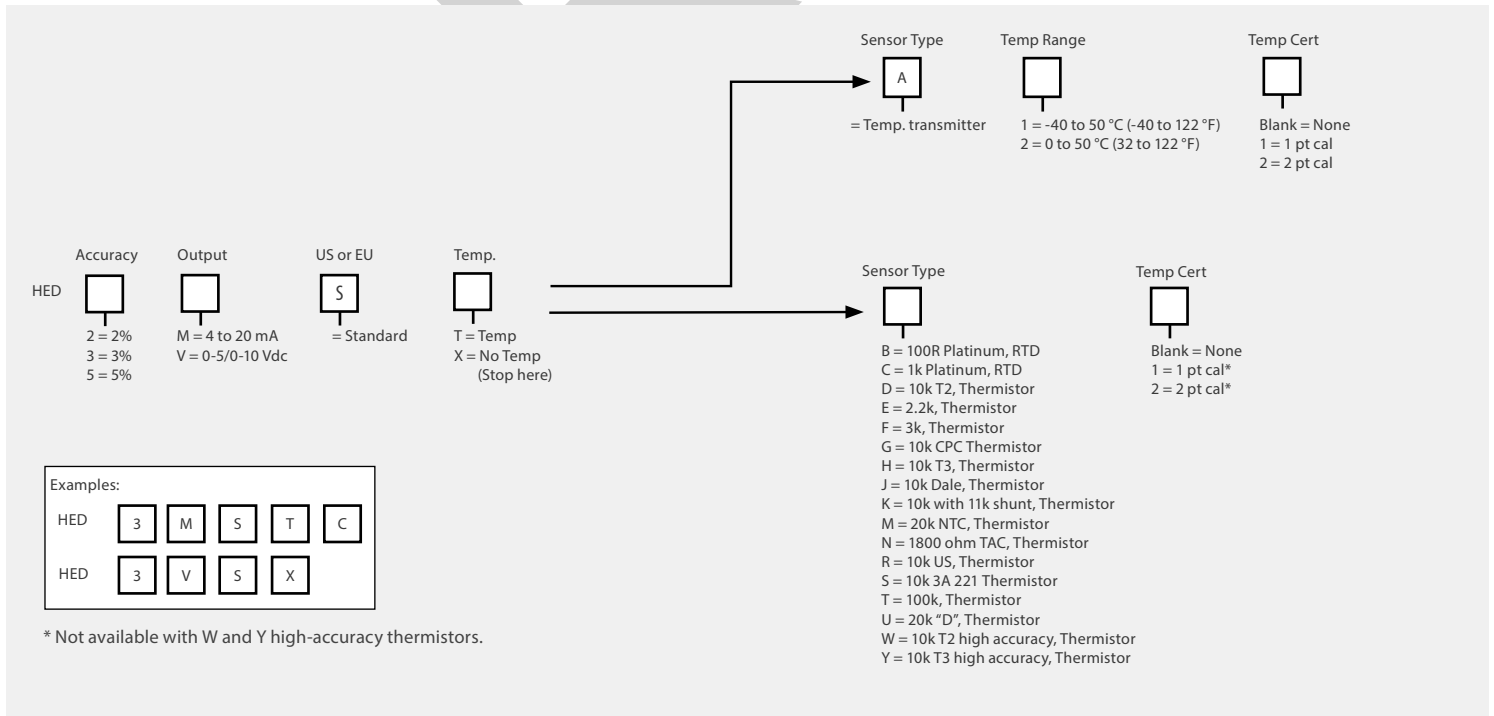 Sensor Type Temp Range Temp Cert
A
= Temp. transmitter 1 = -40 to 50 °C (-40 to 122 °F) Blank = None
2 = 0 to 50 °C (32 to 122 °F) 1 = 1 pt cal
2 = 2 pt cal
Accuracy Output US or EU Temp.
HED S
2 = 2% M = 4 to 20 mA = Standard T = Temp
3 = 3% V = 0-5/0-10 Vdc X = No Temp
5 = 5% (Stop here)
Sensor Type Temp Cert
B = 100R Platinum, RTD Blank = None
C = 1k Platinum, RTD 1 = 1 pt cal*
D = 10k T2, Thermistor 2 = 2 pt cal*
E = 2.2k, Thermistor
F = 3k, Thermistor
G = 10k CPC Thermistor
H = 10k T3, Thermistor
J = 10k Dale, Thermistor
K = 10k with 11k shunt, Thermistor
M = 20k NTC, Thermistor
N = 1800 ohm TAC, Thermistor
R = 10k US, Thermistor
S = 10k 3A 221 Thermistor
T = 100k, Thermistor
U = 20k “D”, Thermistor
W = 10k T2 high accuracy, Thermistor
Y = 10k T3 high accuracy, Thermistor
Examples:
HED 3 M S T C
HED 3 V S X
* Not available with W and Y high-accuracy thermistors.